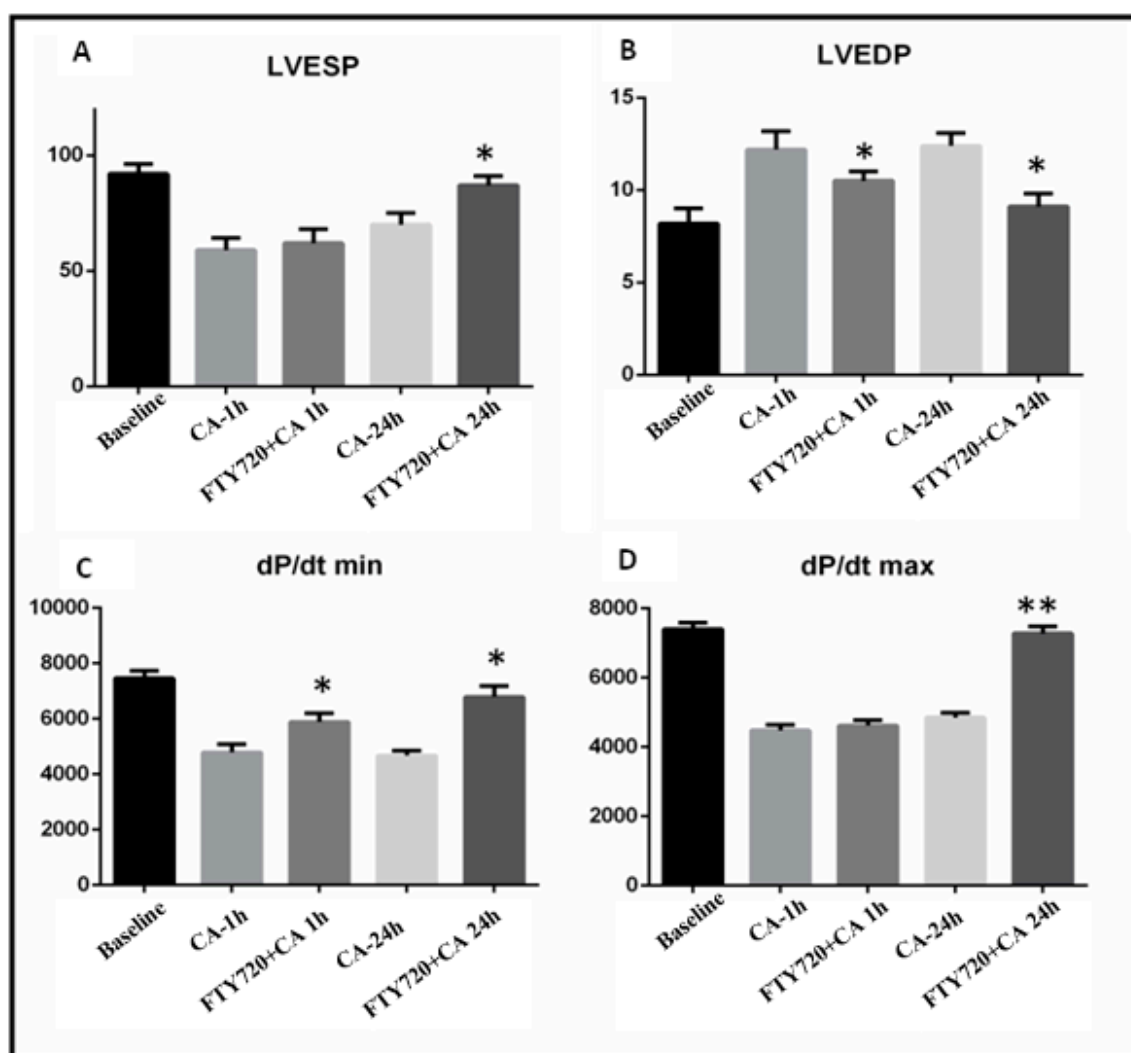 A
LVESP
100
50
0
*
Baseline
CA-1h
FTY720+CA 1h
CA-24h
FTY720+CA 24h
B
LVEDP
15
10
5
0
*
*
Baseline
CA-1h
FTY720+CA 1h
CA-24h
FTY720+CA 24h
C
dP/dt min
10000
8000
6000
4000
2000
0
*
*
Baseline
CA-1h
FTY720+CA 1h
CA-24h
FTY720+CA 24h
D
dP/dt max
8000
6000
4000
2000
0
**
Baseline
CA-1h
FTY720+CA 1h
CA-24h
FTY720+CA 24h